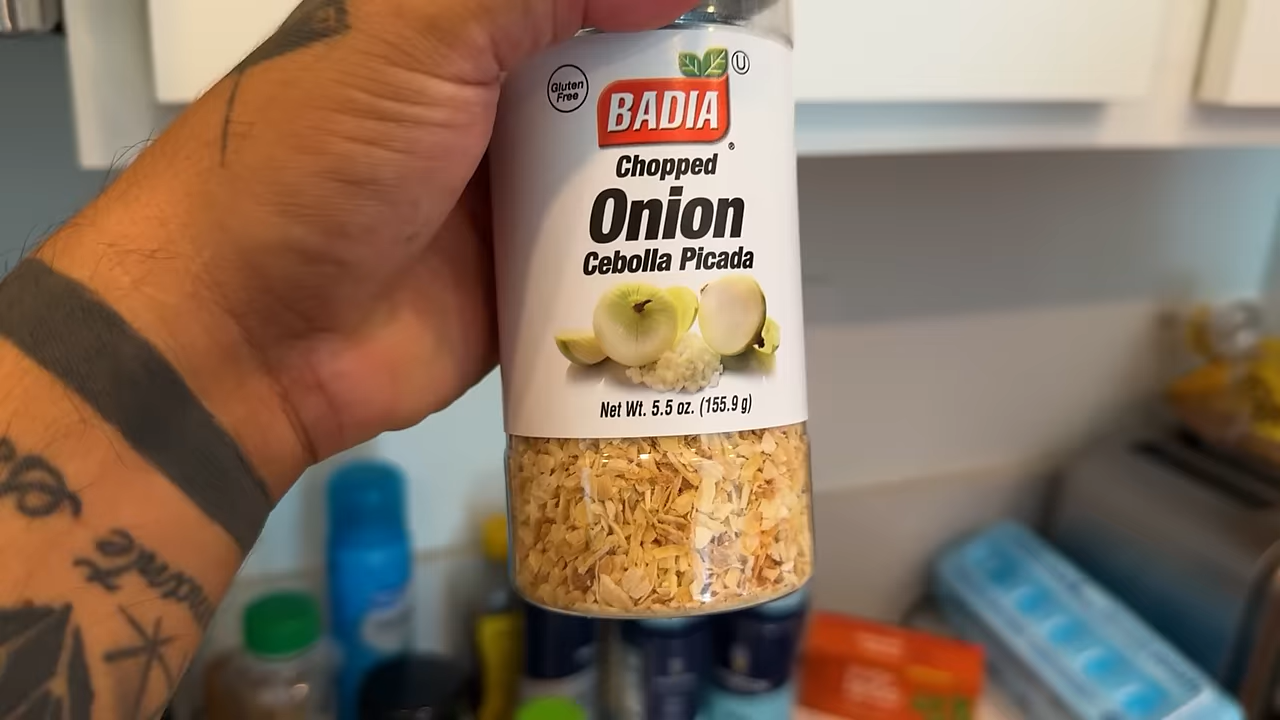 Gluten
Free
U
BADIA
®
Chopped
Onion
Cebolla Picada
Net Wt. 5.5 oz. (155.9 g)